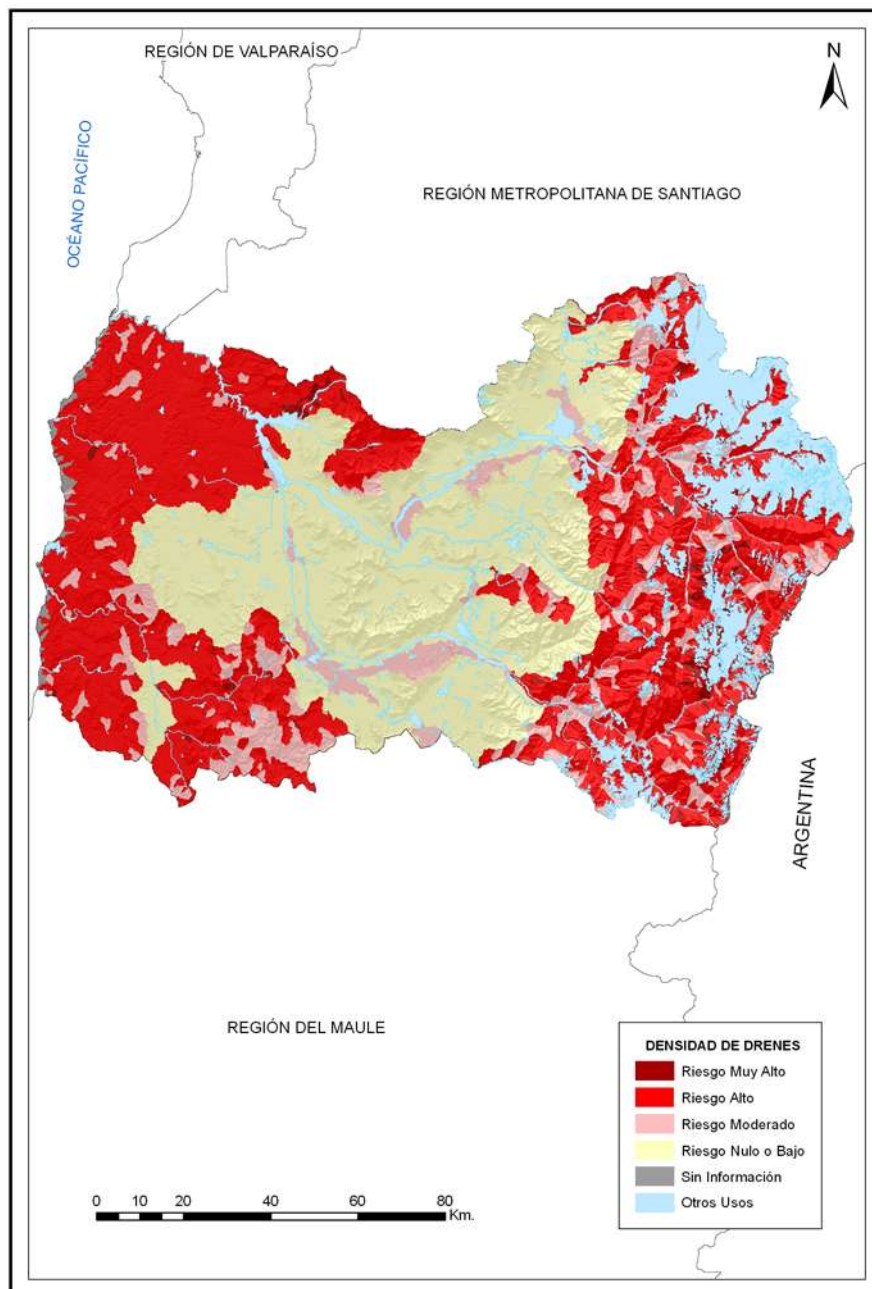 REGIÓN DE VALPARAÍSO
N
OCÉANO PACÍFICO
REGIÓN METROPOLITANA DE SANTIAGO
ARGENTINA
REGIÓN DEL MAULE
DENSIDAD DE DRENES
Riesgo Muy Alto
Riesgo Alto
Riesgo Moderado
Riesgo Nulo o Bajo
Sin Información
Otros Usos
0 10 20 40 60 80
Km.